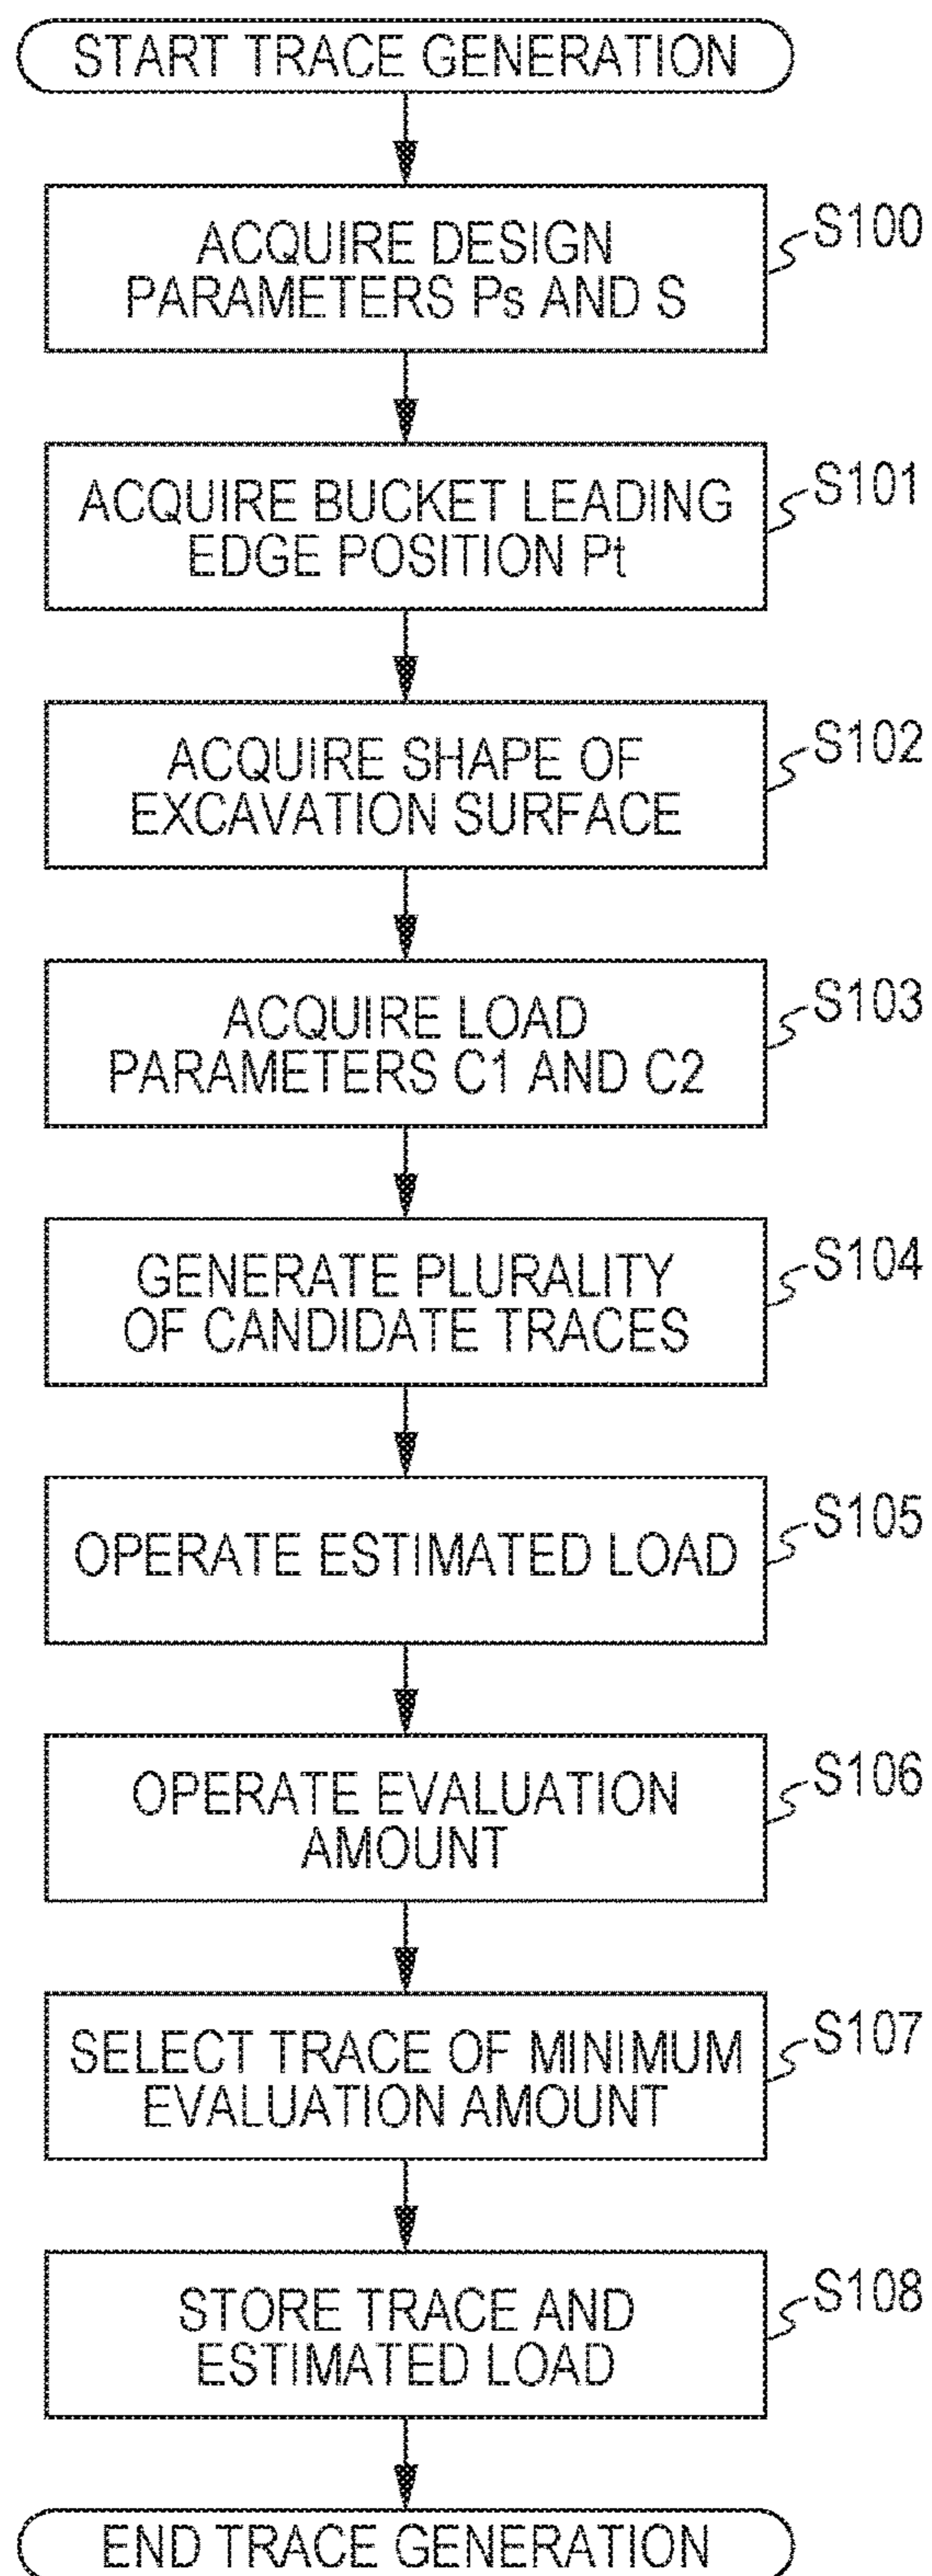 START TRACE GENERATION
ACQUIRE DESIGN
PARAMETERS Ps AND S
S100
ACQUIRE BUCKET LEADING
EDGE POSITION Pt
S101
ACQUIRE SHAPE OF
EXCAVATION SURFACE
S102
ACQUIRE LOAD
PARAMETERS C1 AND C2
S103
GENERATE PLURALITY
OF CANDIDATE TRACES
S104
OPERATE ESTIMATED LOAD
S105
OPERATE EVALUATION
AMOUNT
S106
SELECT TRACE OF MINIMUM
EVALUATION AMOUNT
S107
STORE TRACE AND
ESTIMATED LOAD
S108
END TRACE GENERATION